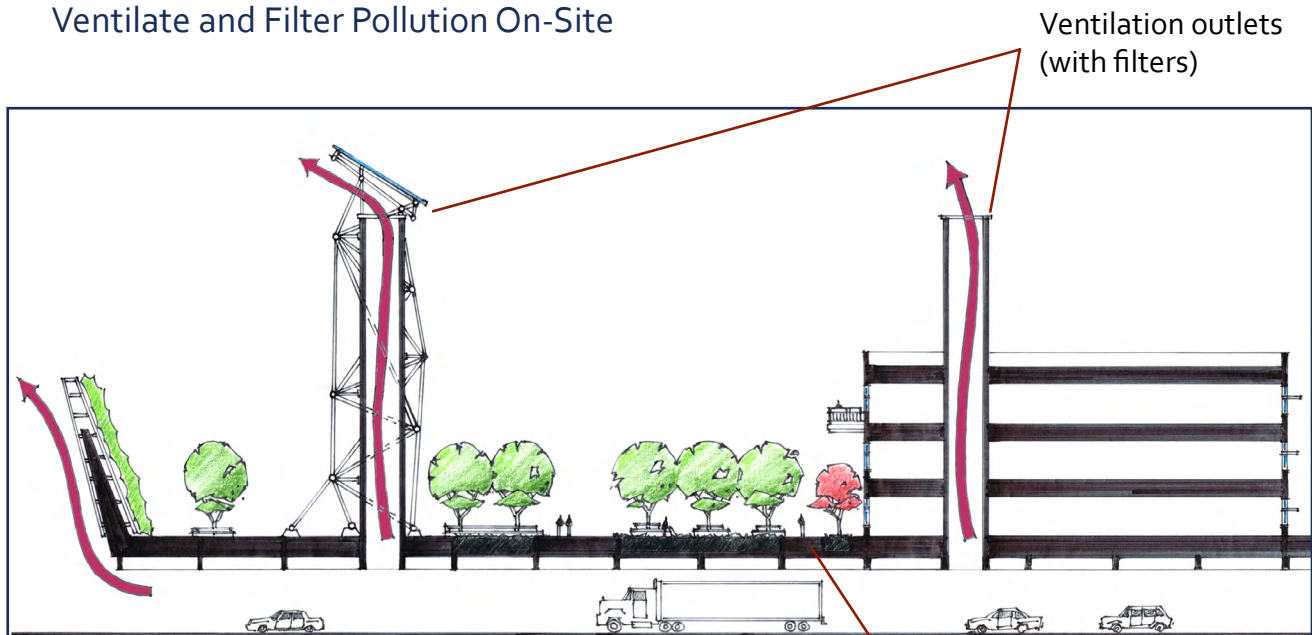 Ventilate and Filter Pollution On-Site
Ventilation outlets
(with filters)